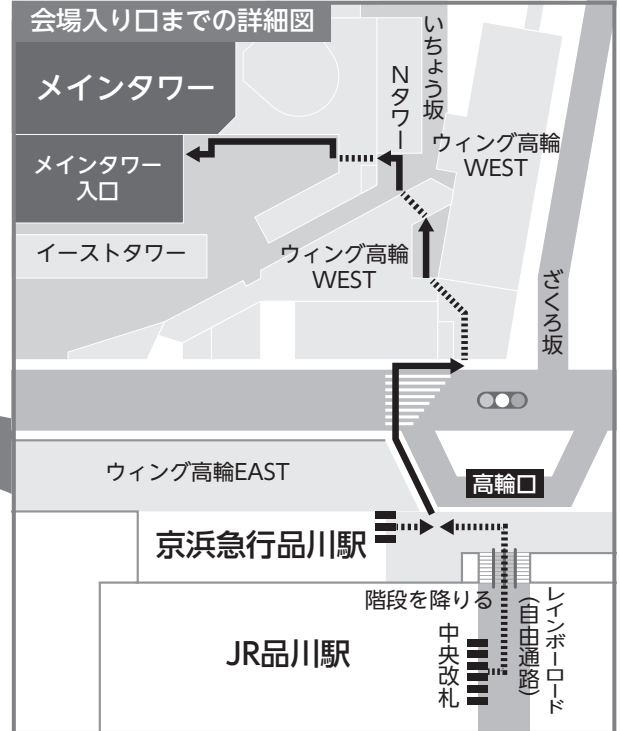 会場入り口までの詳細図
メインタワー
メインタワー
入口
イーストタワー
Nタワー
いちょう坂
ウィング高輪
WEST
ウィング高輪
WEST
ざくろ坂
ウィング高輪EAST
高輪口
京浜急行品川駅
階段を降りる
JR品川駅
中央改札
レインボーロード
(自由通路)